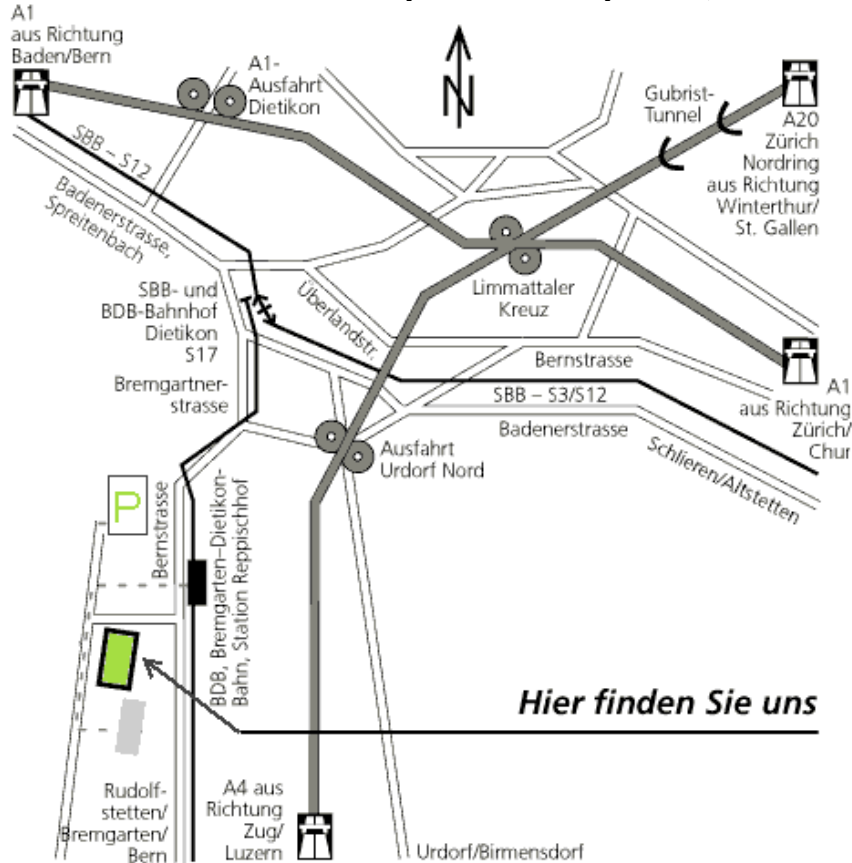 A1
aus Richtung
Baden/Bern
A1-
Ausfahrt
Dietikon
N
Gubrist-
Tunnel
A20
Zürich
Nordring
aus Richtung
Winterthur/
St. Gallen
SBB – S12
Badenerstrasse,
Spreitenbach
SBB- und
BDB-Bahnhof
Dietikon
S17
Überlandstr.
Limmattaler
Kreuz
Bremgartner-
strasse
Bernstrasse
SBB – S3/S12
Badenerstrasse
A1
aus Richtung
Zürich/
Chur
Schlieren/Altstetten
Ausfahrt
Urdorf Nord
P
Bernstrasse
BDB, Bremgarten–Dietikon-
Bahn, Station Reppischhof
Hier finden Sie uns
Rudolf-
stetten/
Bremgarten/
Bern
A4 aus
Richtung
Zug/
Luzern
Urdorf/Birmensdorf